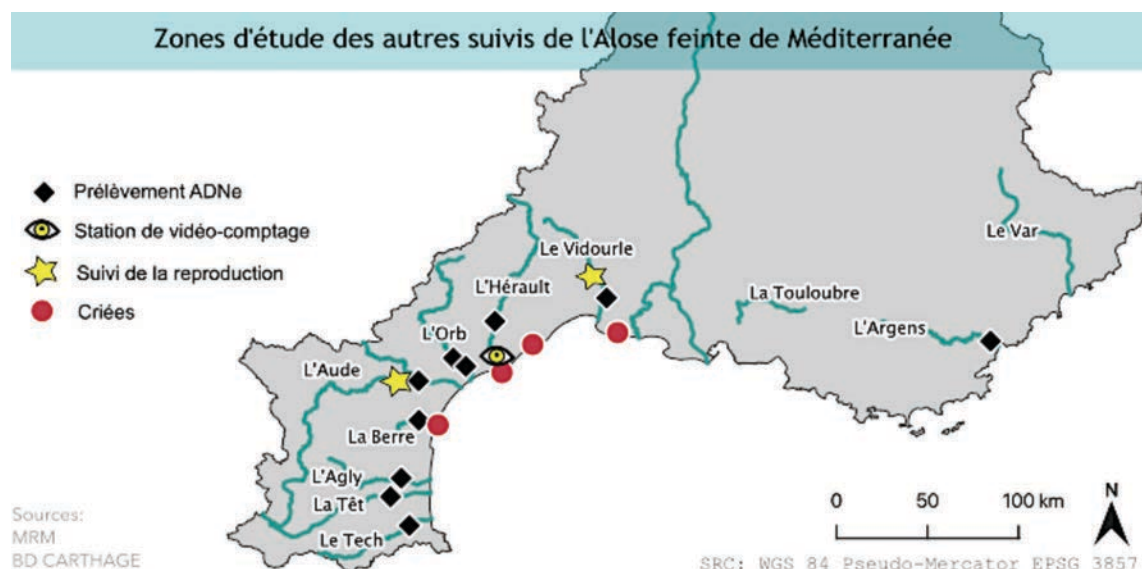 Zones d'étude des autres suivis de l'Alose feinte de Méditerranée
Prélèvement ADNe
Station de vidéo-comptage
Suivi de la reproduction
Criées
Le Vidourle
L'Hérault
L'Orb
L'Aude
La Berre
L'Agly
La Têt
Le Tech
La Touloubre
L'Argens
Le Var
0 50 100 km
N
Sources:
MRM
BD CARTHAGE
SRC: WGS 84 Pseudo-Mercator EPSG 3857